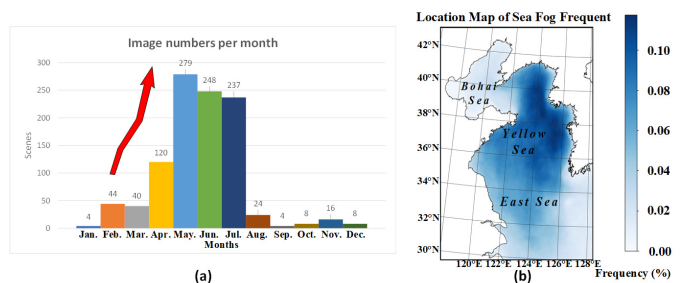 Image numbers per month
300
250
200
150
100
50
0
Scenes
4
44
40
120
279
248
237
24
4
8
16
8
Jan. Feb. Mar. Apr. May. Jun. Jul. Aug. Sep. Oct. Nov. Dec.
Months
(a)
Location Map of Sea Fog Frequent
42°N
40°N
38°N
36°N
34°N
32°N
30°N
Bohai
Sea
Yellow
Sea
East Sea
120°E 122°E 124°E 126°E 128°E
0.10
0.08
0.06
0.04
0.02
0.00
Frequency (%)
(b)